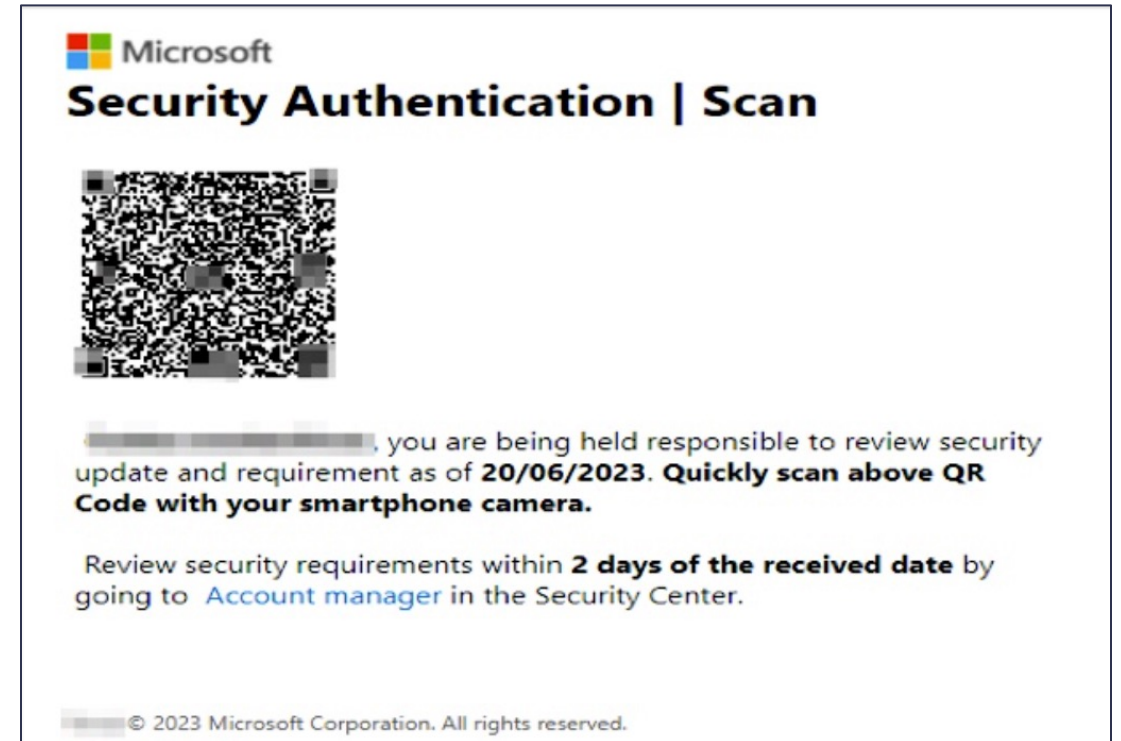 Microsoft
Security Authentication | Scan
, you are being held responsible to review security
update and requirement as of 20/06/2023. Quickly scan above QR
Code with your smartphone camera.
Review security requirements within 2 days of the received date by
going to Account manager in the Security Center.
© 2023 Microsoft Corporation. All rights reserved.